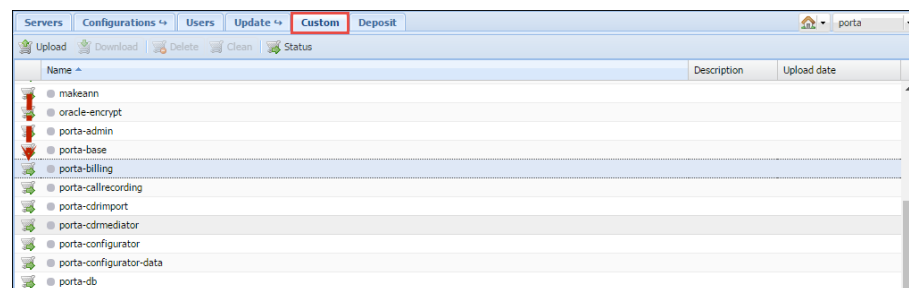 Servers Configurations ↪ Users Update ↪ Custom Deposit porta
Upload Download Delete Clean Status
Name Description Upload date
makeann
oracle-encrypt
porta-admin
porta-base
porta-billing
porta-callrecording
porta-cdrimport
porta-cdrmediator
porta-configurator
porta-configurator-data
porta-db